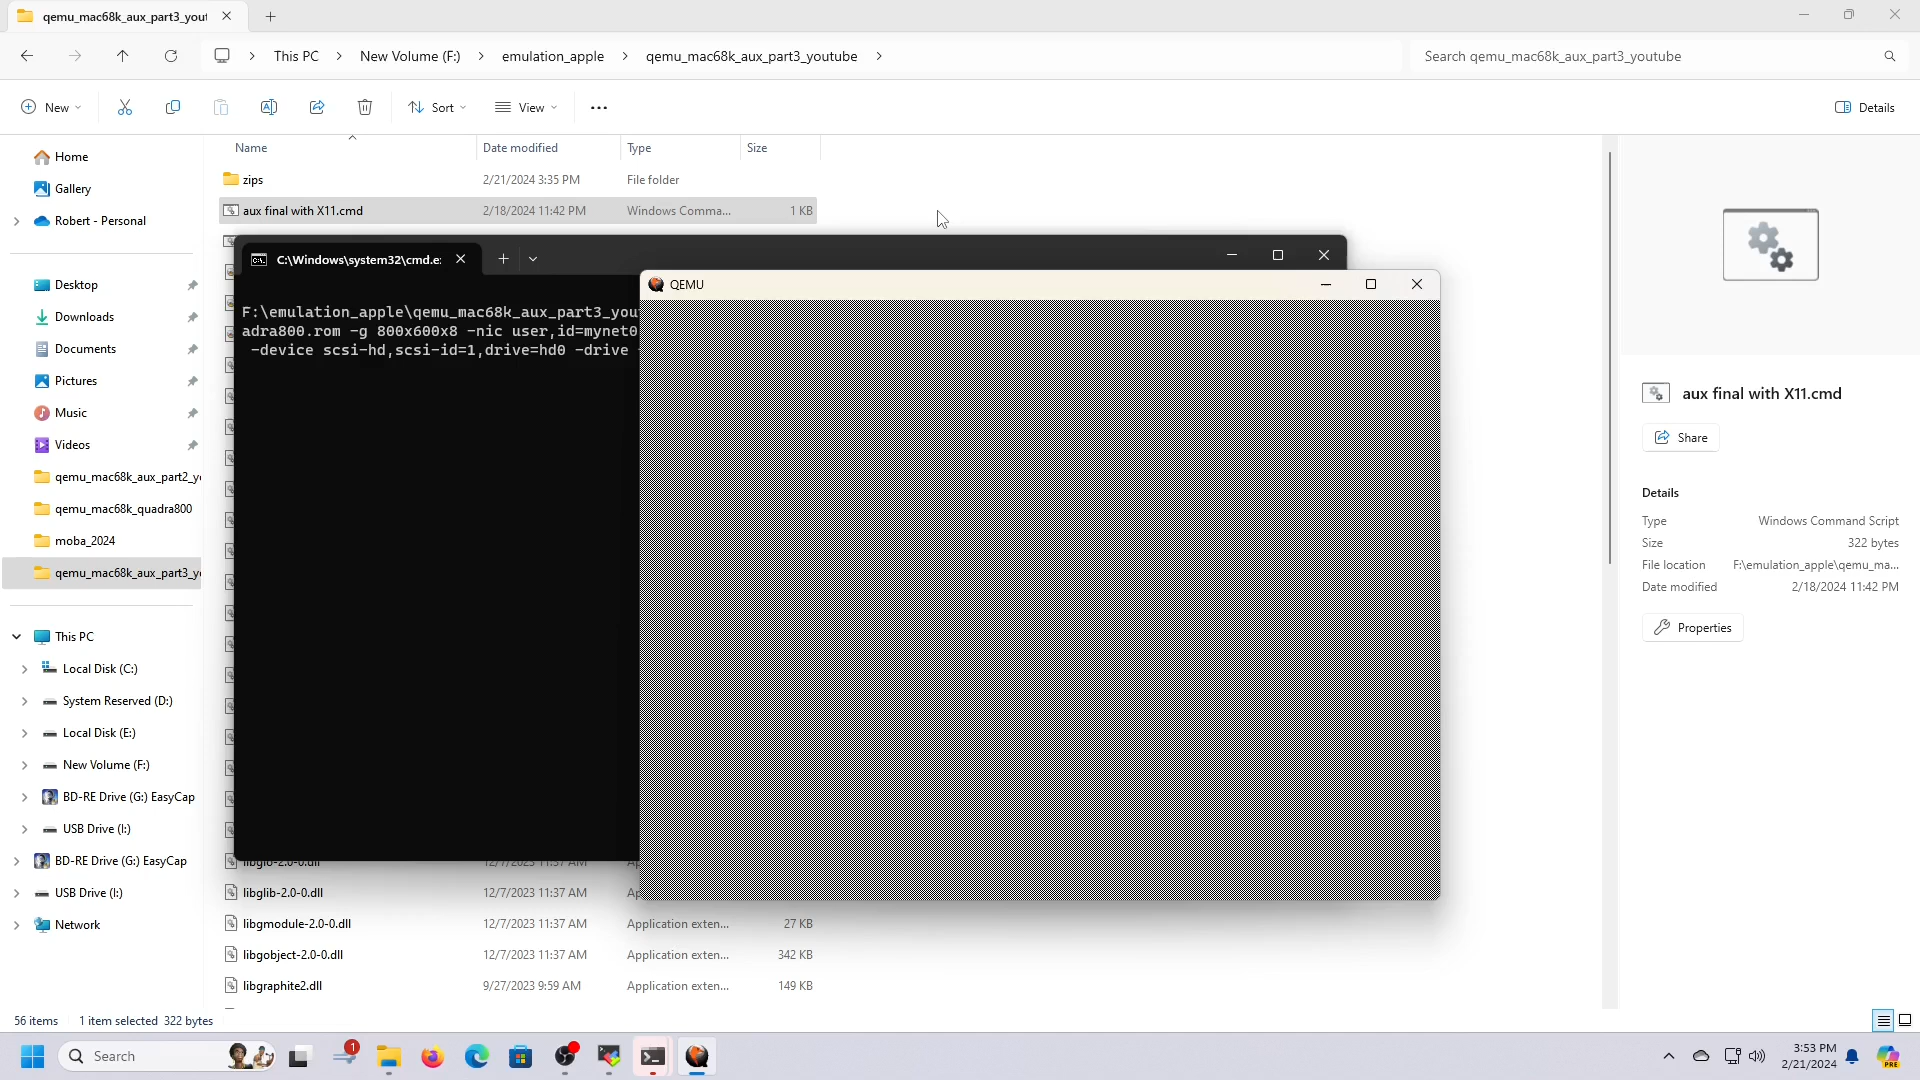 qemu_mac68k_aux_part3_yout
This PC
New Volume (F:)
emulation_apple
qemu_mac68k_aux_part3_youtube
Search qemu_mac68k_aux_part3_youtube
New
Sort
View
Details
Home
Gallery
Robert - Personal
Desktop
Downloads
Documents
Pictures
Music
Videos
qemu_mac68k_aux_part2_y
qemu_mac68k_quadra800
moba_2024
qemu_mac68k_aux_part3_y
This PC
Local Disk (C:)
System Reserved (D:)
Local Disk (E:)
New Volume (F:)
BD-RE Drive (G:) EasyCap
USB Drive (I:)
BD-RE Drive (G:) EasyCap
USB Drive (I:)
Network
Name Date modified Type Size
zips 2/21/2024 3:35 PM File folder
aux final with X11.cmd 2/18/2024 11:42 PM Windows Comma... 1 KB
C:\Windows\system32\cmd.e:
F:\emulation_apple\qemu_mac68k_aux_part3_you
adra800.rom -g 800x600x8 -nic user,id=mynet0
-device scsi-hd,scsi-id=1,drive=hd0 -drive
QEMU
libglib-2.0-0.dll 12/7/2023 11:37 AM
libgmodule-2.0-0.dll 12/7/2023 11:37 AM Application exten... 27 KB
libgobject-2.0-0.dll 12/7/2023 11:37 AM Application exten... 342 KB
libgraphite2.dll 9/27/2023 9:59 AM Application exten... 149 KB
aux final with X11.cmd
Share
Details
Type Windows Command Script
Size 322 bytes
File location F:\emulation_apple\qemu_ma...
Date modified 2/18/2024 11:42 PM
Properties
56 items 1 item selected 322 bytes
Search
1
3:53 PM
2/21/2024
PRE